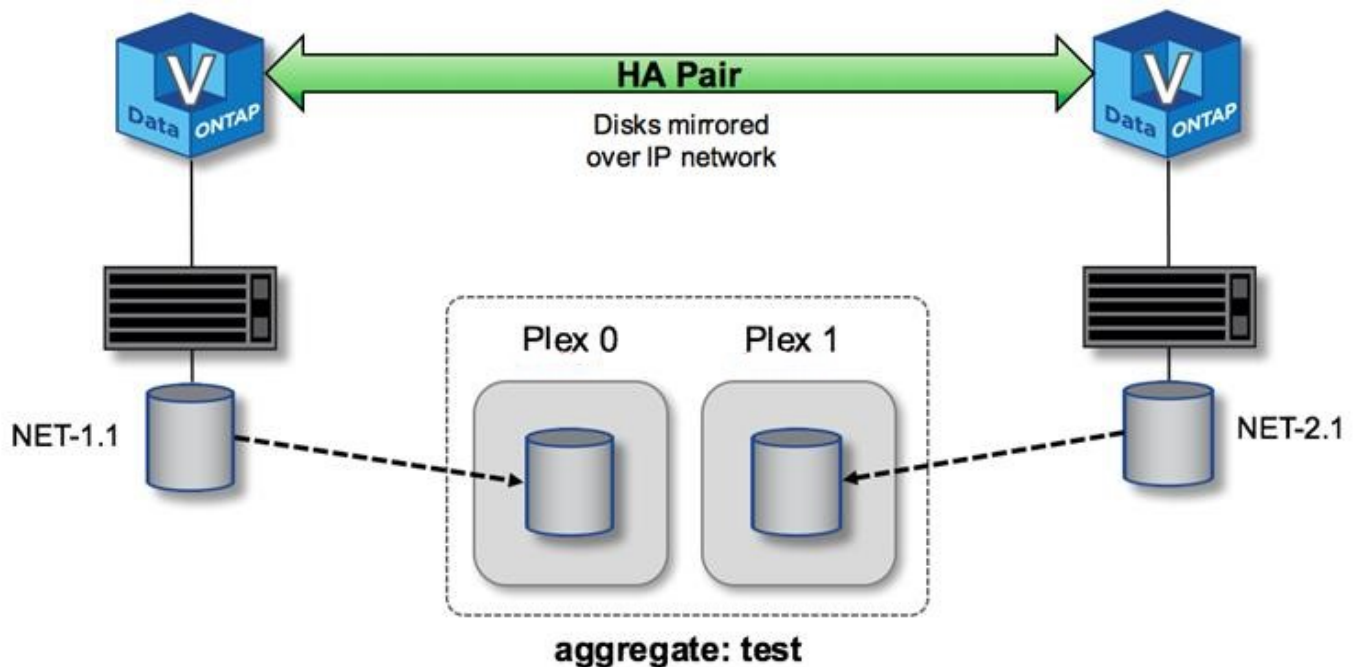 V
Data ONTAP
HA Pair
Disks mirrored
over IP network
V
Data ONTAP
Plex 0
Plex 1
NET-1.1
NET-2.1
aggregate: test